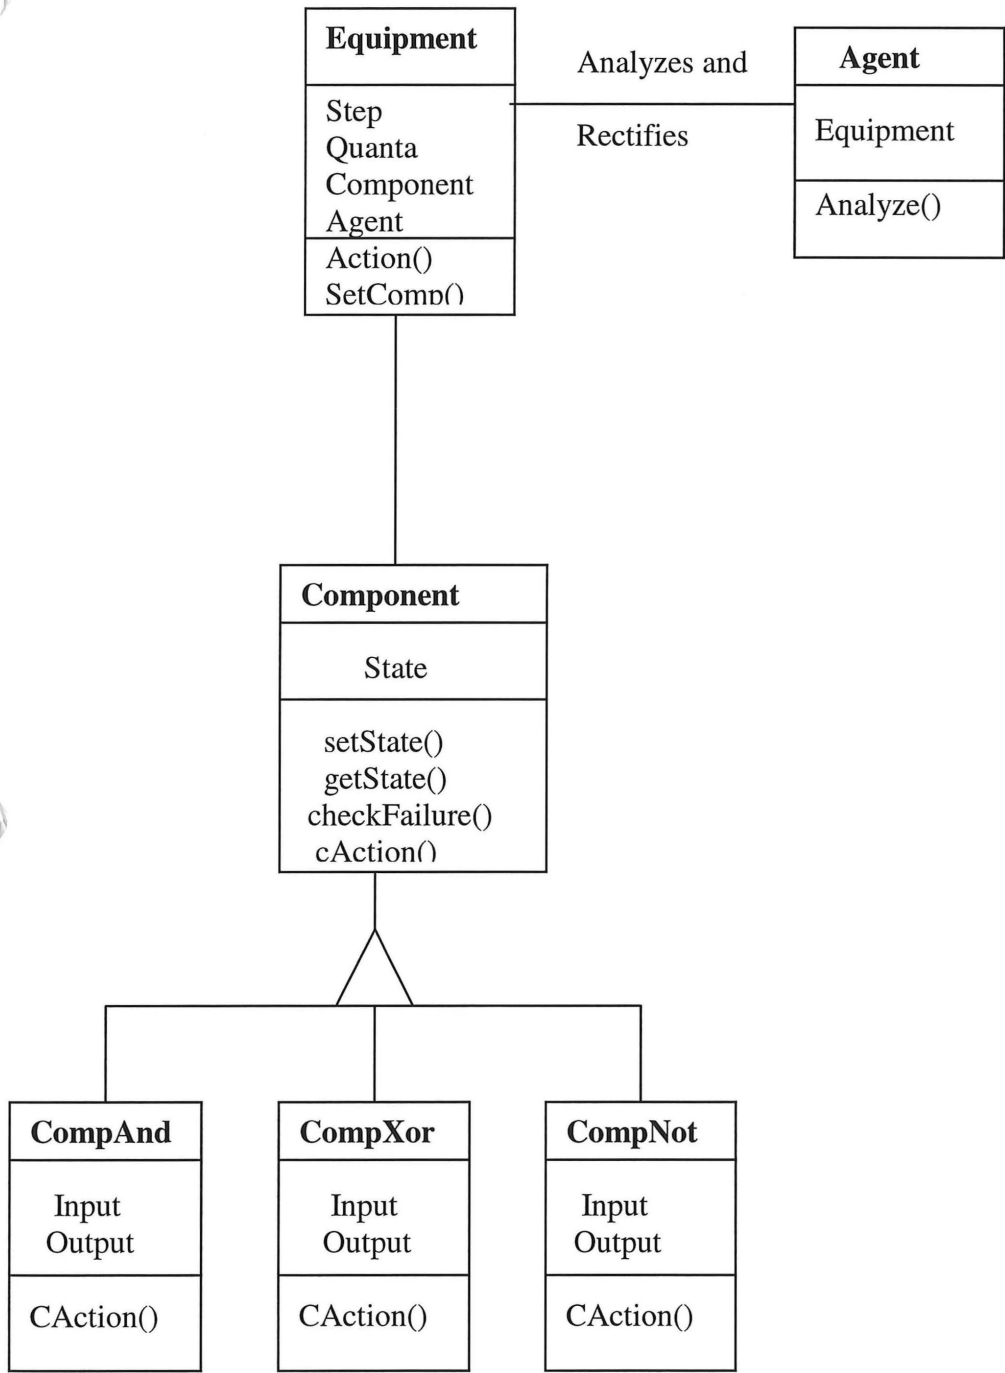 Equipment
Step
Quanta
Component
Agent
Action()
SetComp()
Analyzes and
Rectifies
Agent
Equipment
Analyze()
Component
State
setState()
getState()
checkFailure()
cAction()
CompAnd
Input
Output
CAction()
CompXor
Input
Output
CAction()
CompNot
Input
Output
CAction()